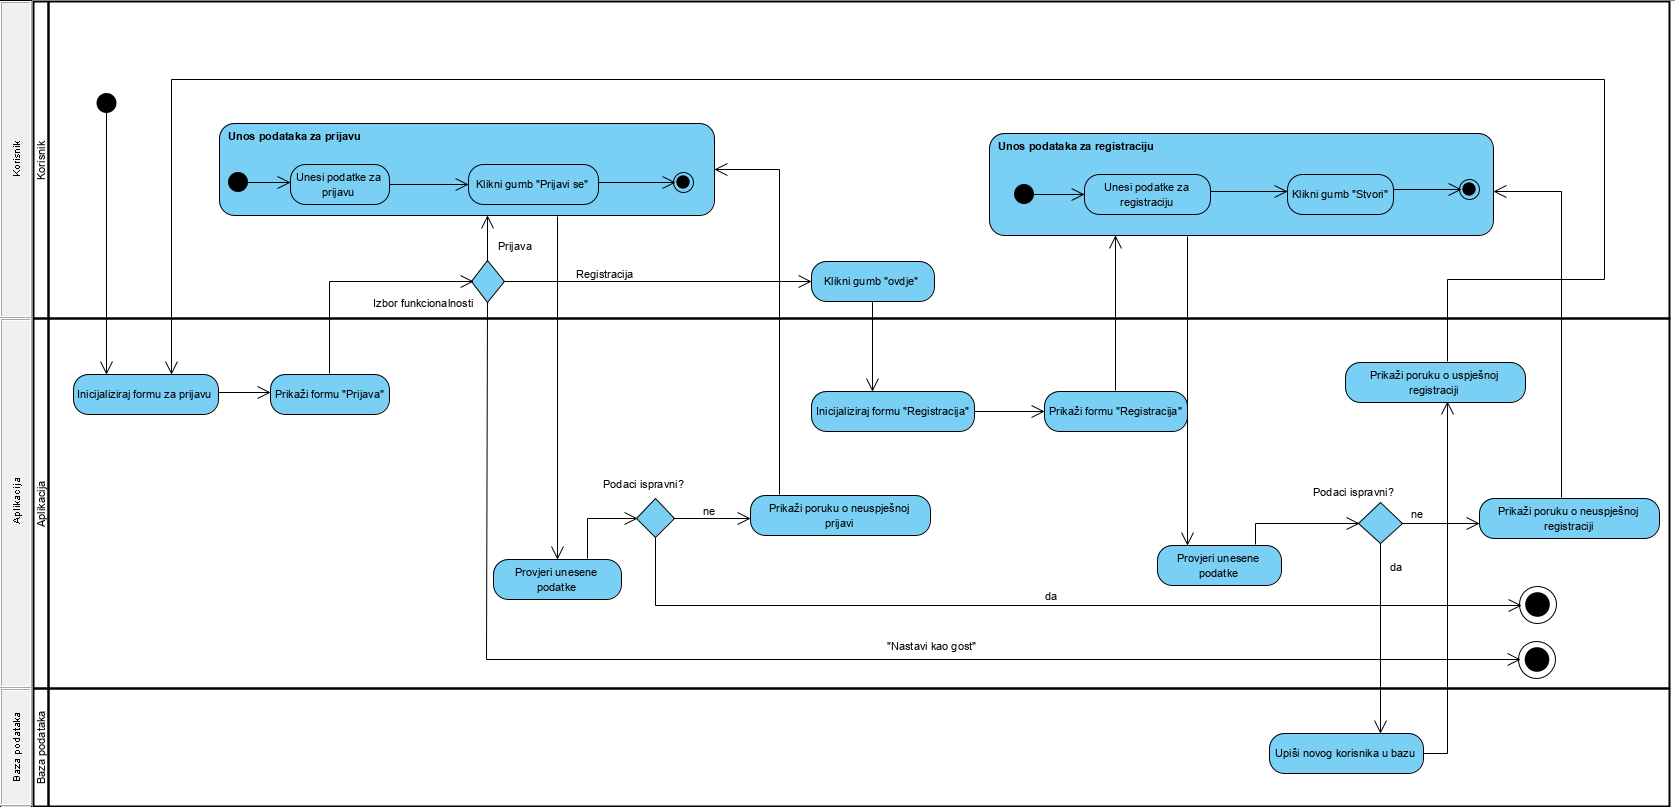 Korisnik
Korisnik
Unos podataka za prijavu
Unesi podatke za
prijavu
Klikni gumb "Prijavi se"
Unos podataka za registraciju
Unesi podatke za
registraciju
Klikni gumb "Stvori"
Prijava
Registracija
Izbor funkcionalnosti
Klikni gumb "ovdje"
Aplikacija
Aplikacija
Inicijaliziraj formu za prijavu
Prikaži formu "Prijava"
Inicijaliziraj formu "Registracija"
Prikaži formu "Registracija"
Prikaži poruku o uspješnoj
registraciji
Podaci ispravni?
ne
Prikaži poruku o neuspješnoj
prijavi
Podaci ispravni?
ne
Prikaži poruku o neuspješnoj
registraciji
Provjeri unesene
podatke
Provjeri unesene
podatke
da
da
"Nastavi kao gost"
Baza podataka
Baza podataka
Upiši novog korisnika u bazu